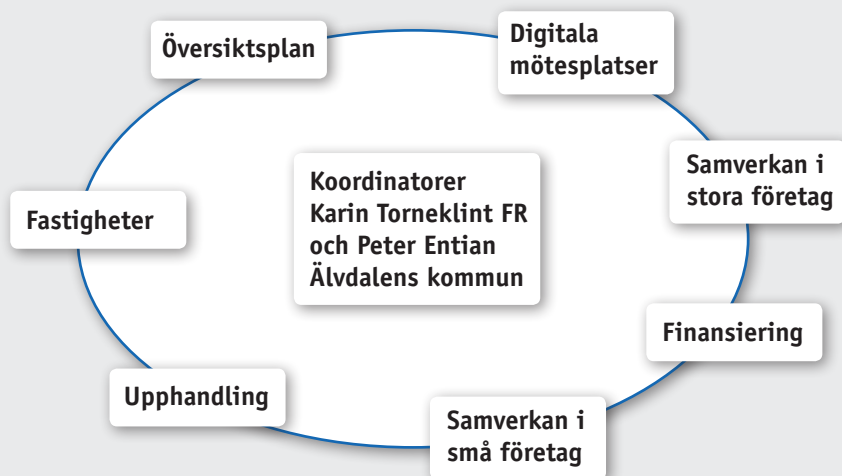 Översiktsplan
Digitala
mötesplatser
Samverkan i
stora företag
Koordinatorer
Karin Torneklint FR
och Peter Entian
Älvdalens kommun
Fastigheter
Finansiering
Upphandling
Samverkan i
små företag